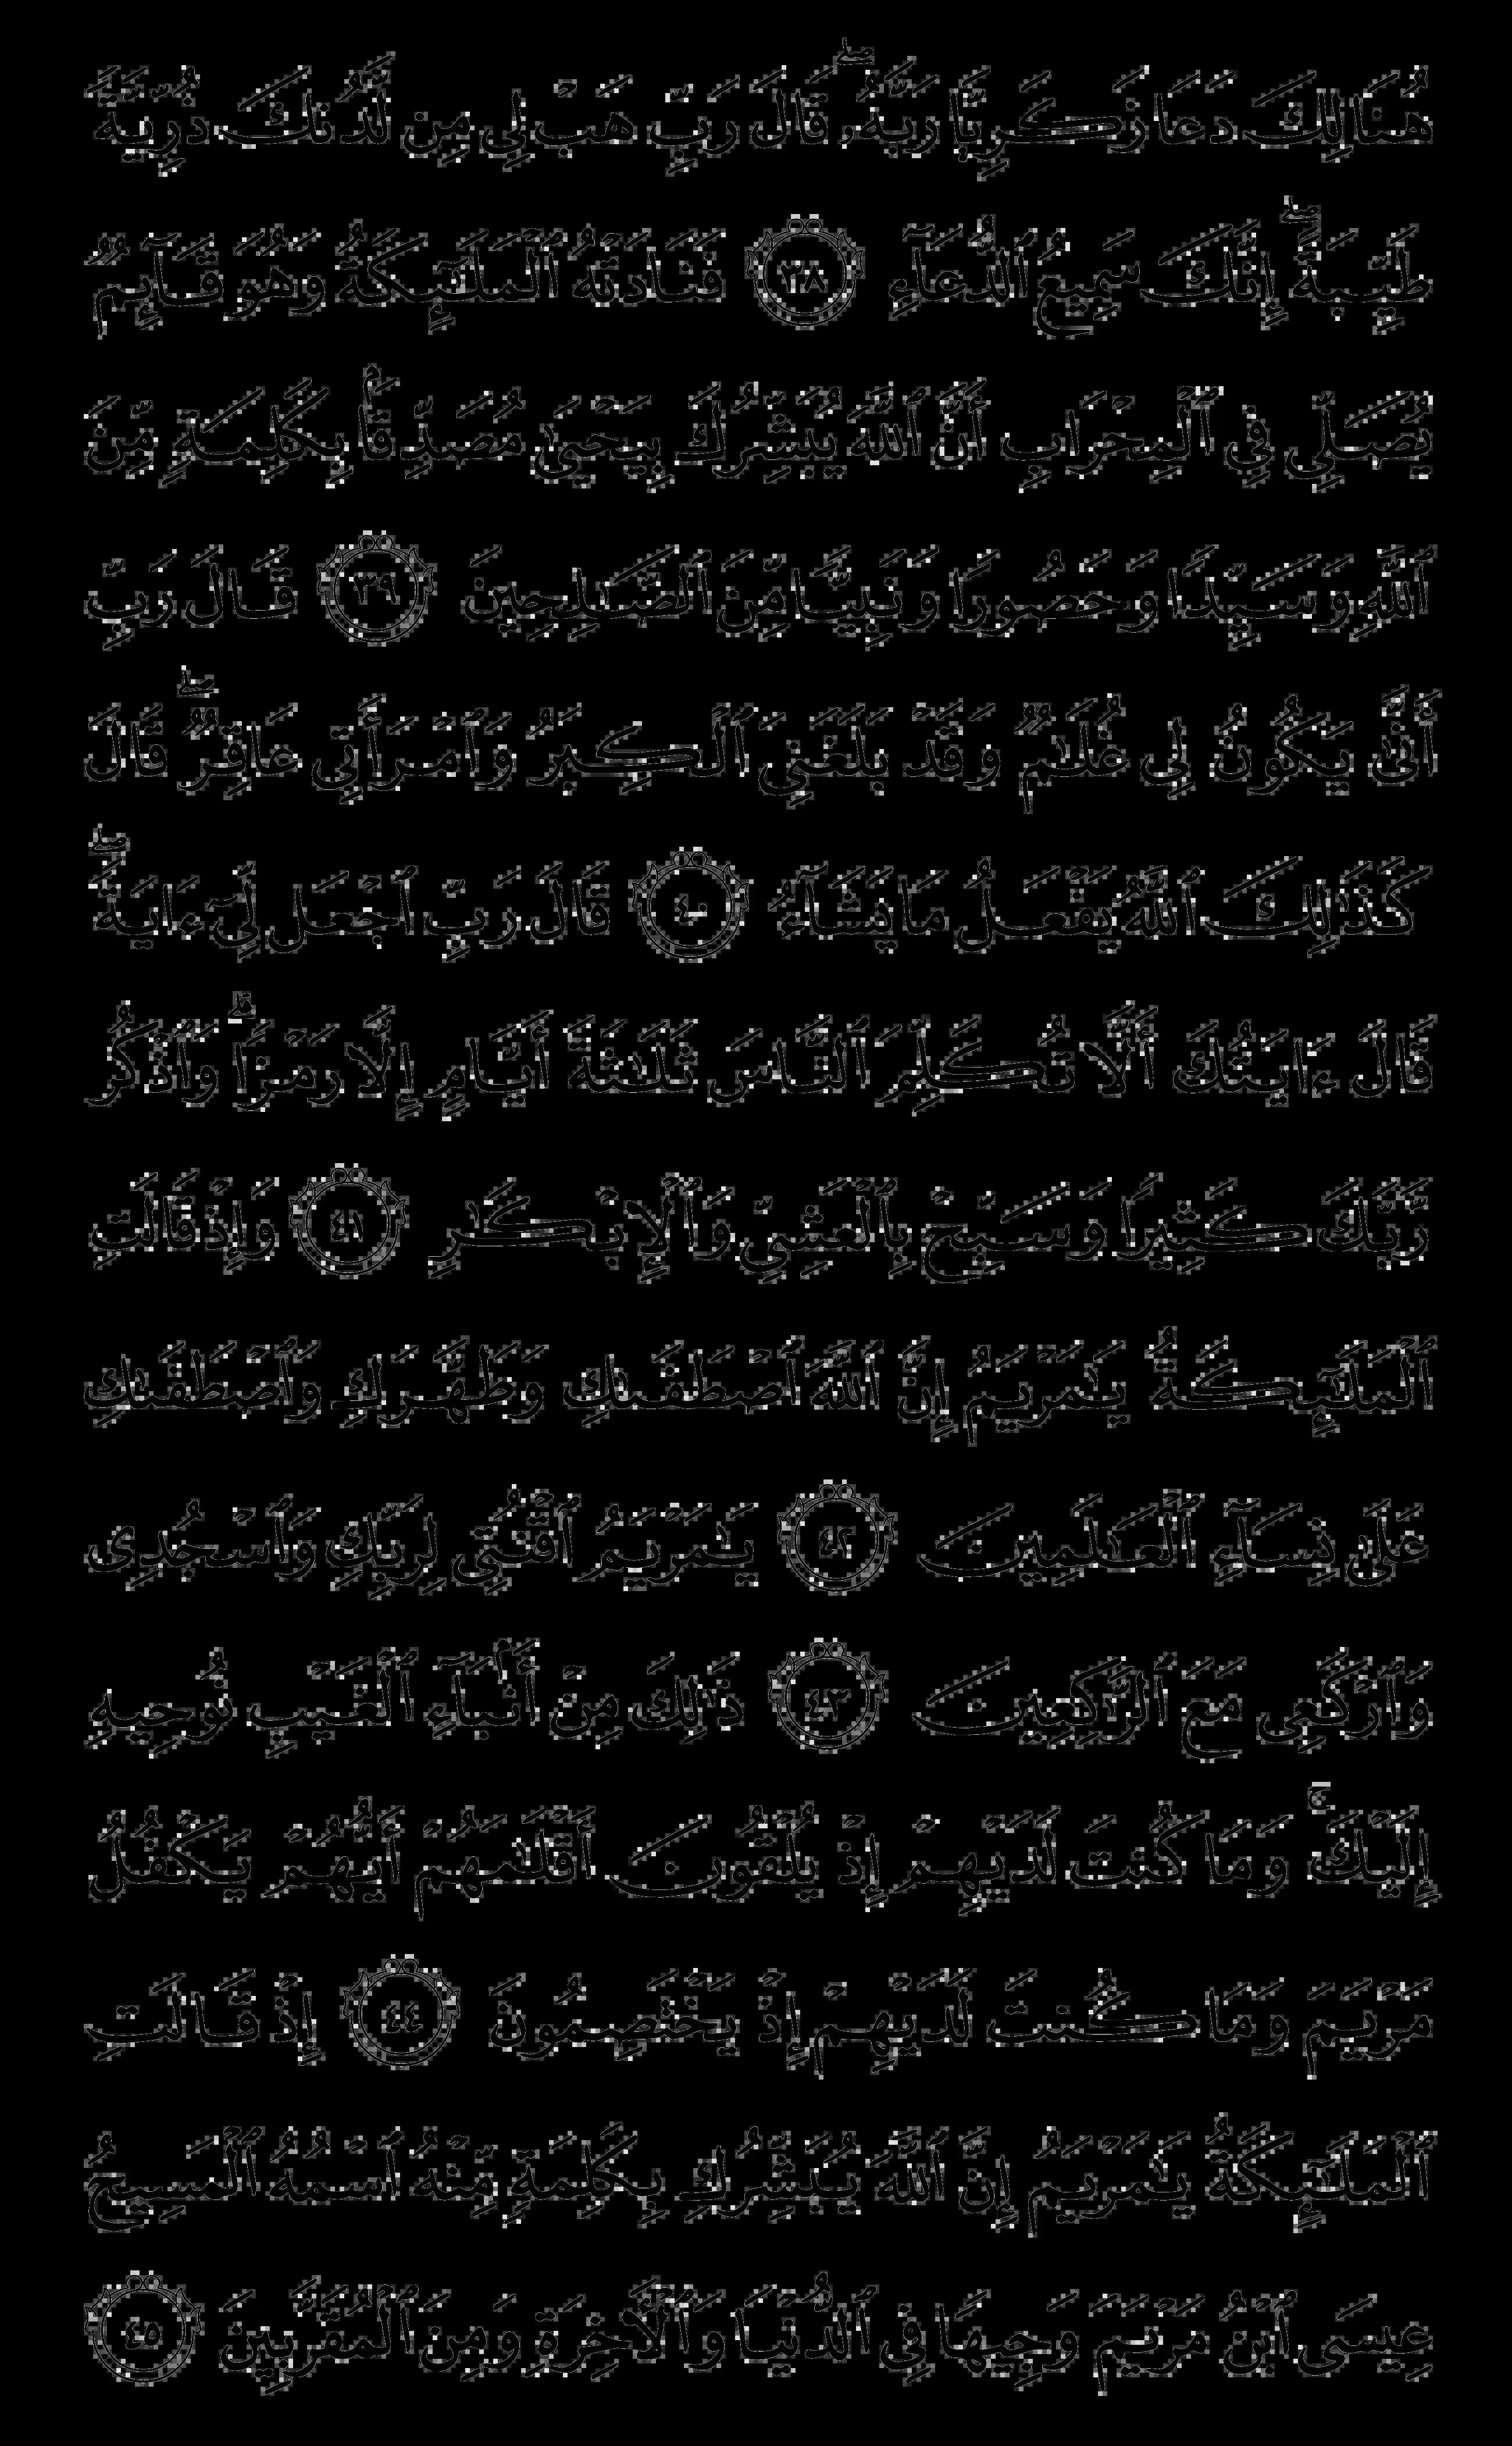 هُنَالِكَ دَعَا زَكَرِيَّا رَبَّهُۥۖ قَالَ رَبِّ هَبْ لِى مِن لَّدُنكَ ذُرِّيَّةً
طَيِّبَةًۖ إِنَّكَ سَمِيعُ ٱلدُّعَآءِ ٣٨ فَنَادَتْهُ ٱلْمَلَٰٓئِكَةُ وَهُوَ قَآئِمٌ
يُصَلِّى فِى ٱلْمِحْرَابِ أَنَّ ٱللَّهَ يُبَشِّرُكَ بِيَحْيَىٰ مُصَدِّقًۢا بِكَلِمَةٍ مِّنَ
ٱللَّهِ وَسَيِّدًا وَحَصُورًا وَنَبِيًّا مِّنَ ٱلصَّٰلِحِينَ ٣٩ قَالَ رَبِّ
أَنَّىٰ يَكُونُ لِى غُلَٰمٌ وَقَدْ بَلَغَنِىَ ٱلْكِبَرُ وَٱمْرَأَتِى عَاقِرٌۖ قَالَ
كَذَٰلِكَ ٱللَّهُ يَفْعَلُ مَا يَشَآءُ ٤٠ قَالَ رَبِّ ٱجْعَل لِّىٓ ءَايَةًۖ
قَالَ ءَايَتُكَ أَلَّا تُكَلِّمَ ٱلنَّاسَ ثَلَٰثَةَ أَيَّامٍ إِلَّا رَمْزًاۗ وَٱذْكُر
رَّبَّكَ كَثِيرًا وَسَبِّحْ بِٱلْعَشِىِّ وَٱلْإِبْكَٰرِ ٤١ وَإِذْ قَالَتِ
ٱلْمَلَٰٓئِكَةُ يَٰمَرْيَمُ إِنَّ ٱللَّهَ ٱصْطَفَىٰكِ وَطَهَّرَكِ وَٱصْطَفَىٰكِ
عَلَىٰ نِسَآءِ ٱلْعَٰلَمِينَ ٤٢ يَٰمَرْيَمُ ٱقْنُتِى لِرَبِّكِ وَٱسْجُدِى
وَٱرْكَعِى مَعَ ٱلرَّٰكِعِينَ ٤٣ ذَٰلِكَ مِنْ أَنۢبَآءِ ٱلْغَيْبِ نُوحِيهِ
إِلَيْكَۚ وَمَا كُنتَ لَدَيْهِمْ إِذْ يُلْقُونَ أَقْلَٰمَهُمْ أَيُّهُمْ يَكْفُلُ
مَرْيَمَ وَمَا كُنتَ لَدَيْهِمْ إِذْ يَخْتَصِمُونَ ٤٤ إِذْ قَالَتِ
ٱلْمَلَٰٓئِكَةُ يَٰمَرْيَمُ إِنَّ ٱللَّهَ يُبَشِّرُكِ بِكَلِمَةٍ مِّنْهُ ٱسْمُهُ ٱلْمَسِيحُ
عِيسَى ٱبْنُ مَرْيَمَ وَجِيهًا فِى ٱلدُّنْيَا وَٱلْءَاخِرَةِ وَمِنَ ٱلْمُقَرَّبِينَ ٤٥